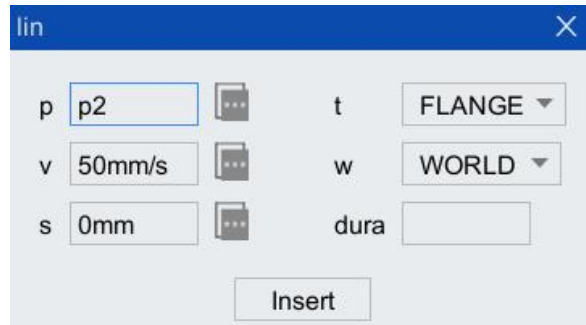 lin
p p2 t FLANGE
v 50mm/s w WORLD
s 0mm dura
Insert